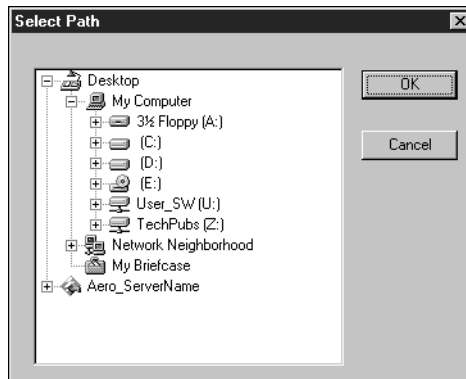 Select Path
Desktop
My Computer
3½ Floppy (A:)
(C:)
(D:)
(E:)
User_SW (U:)
TechPubs (Z:)
Network Neighborhood
My Briefcase
Aero_ServerName
OK
Cancel